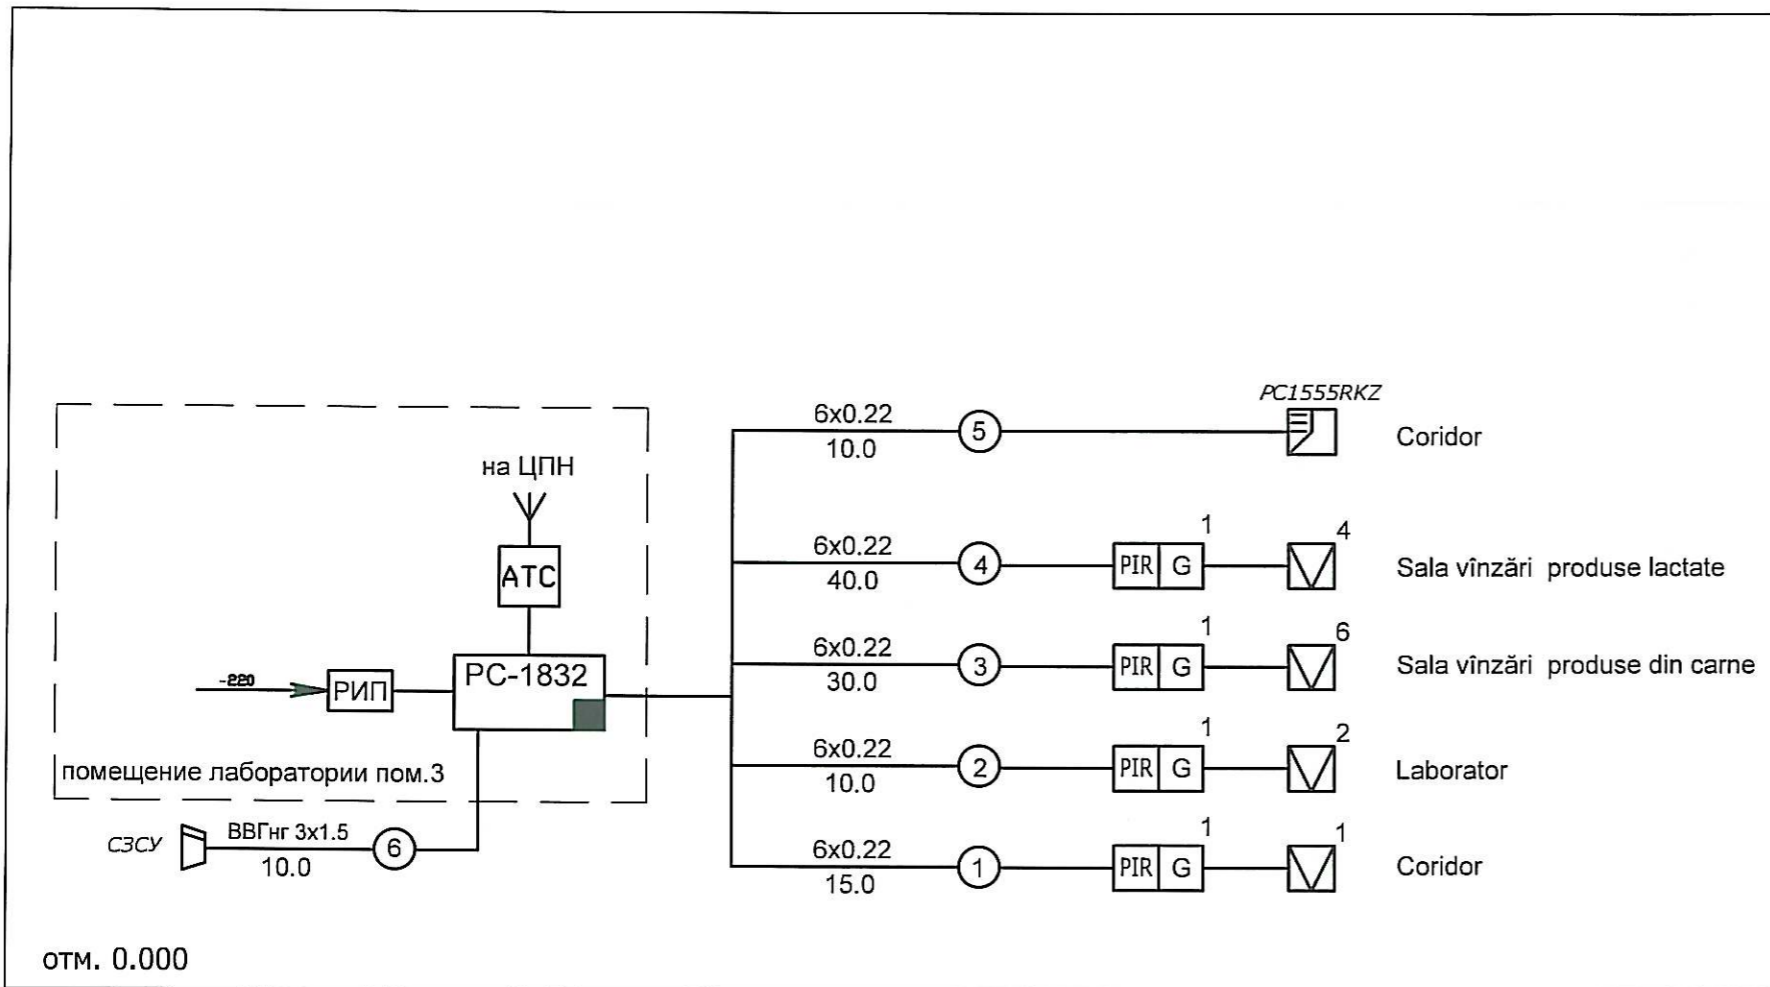 PC1555RKZ
6x0.22
5
10.0
Coridor
на ЦПН
АТС
6x0.22
4
40.0
PIR G
1
4
Sala vînzări produse lactate
6x0.22
3
30.0
PIR G
1
6
Sala vînzări produse din carne
~220
РИП
PC-1832
6x0.22
2
10.0
PIR G
1
2
Laborator
помещение лаборатории пом.3
СЗСУ
ВВГнг 3x1.5
10.0
6
6x0.22
1
15.0
PIR G
1
1
Coridor
отм. 0.000